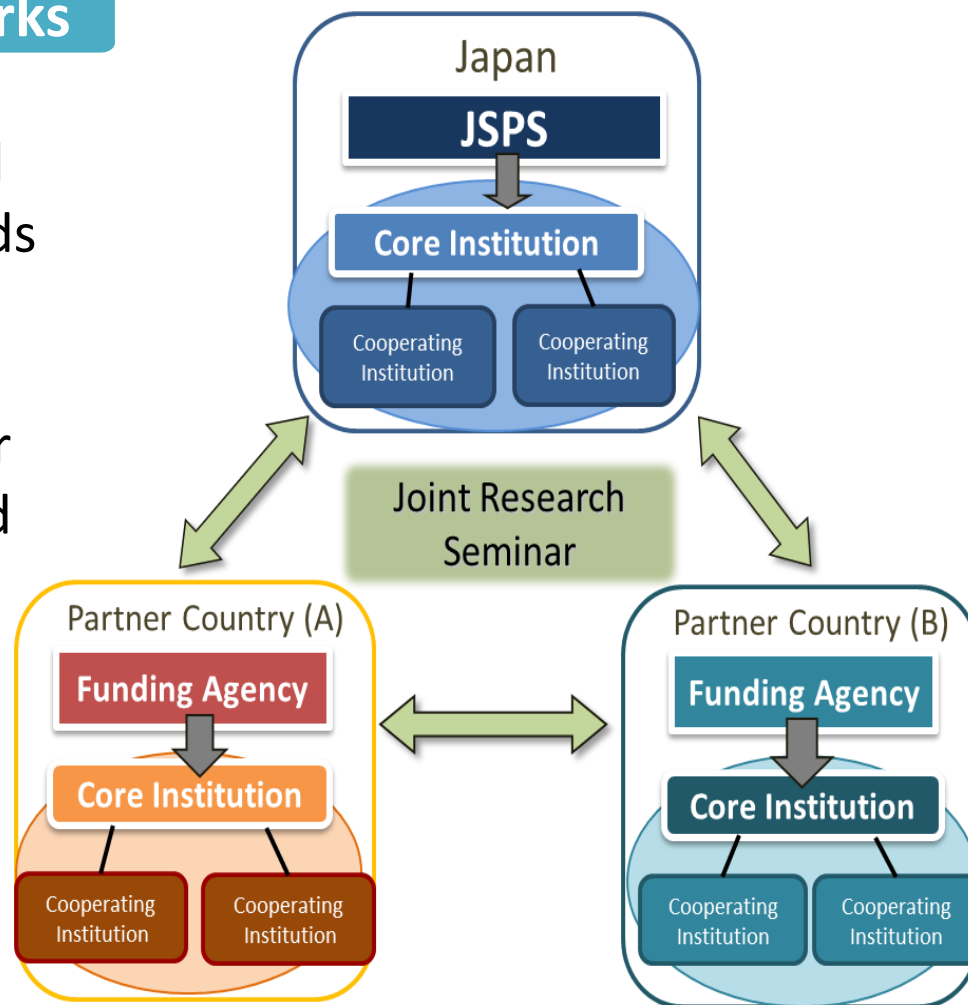 rks
ds
r
d
Japan
JSPS
Core Institution
Cooperating
Institution
Cooperating
Institution
Joint Research
Seminar
Partner Country (A)
Funding Agency
Core Institution
Cooperating
Institution
Cooperating
Institution
Partner Country (B)
Funding Agency
Core Institution
Cooperating
Institution
Cooperating
Institution